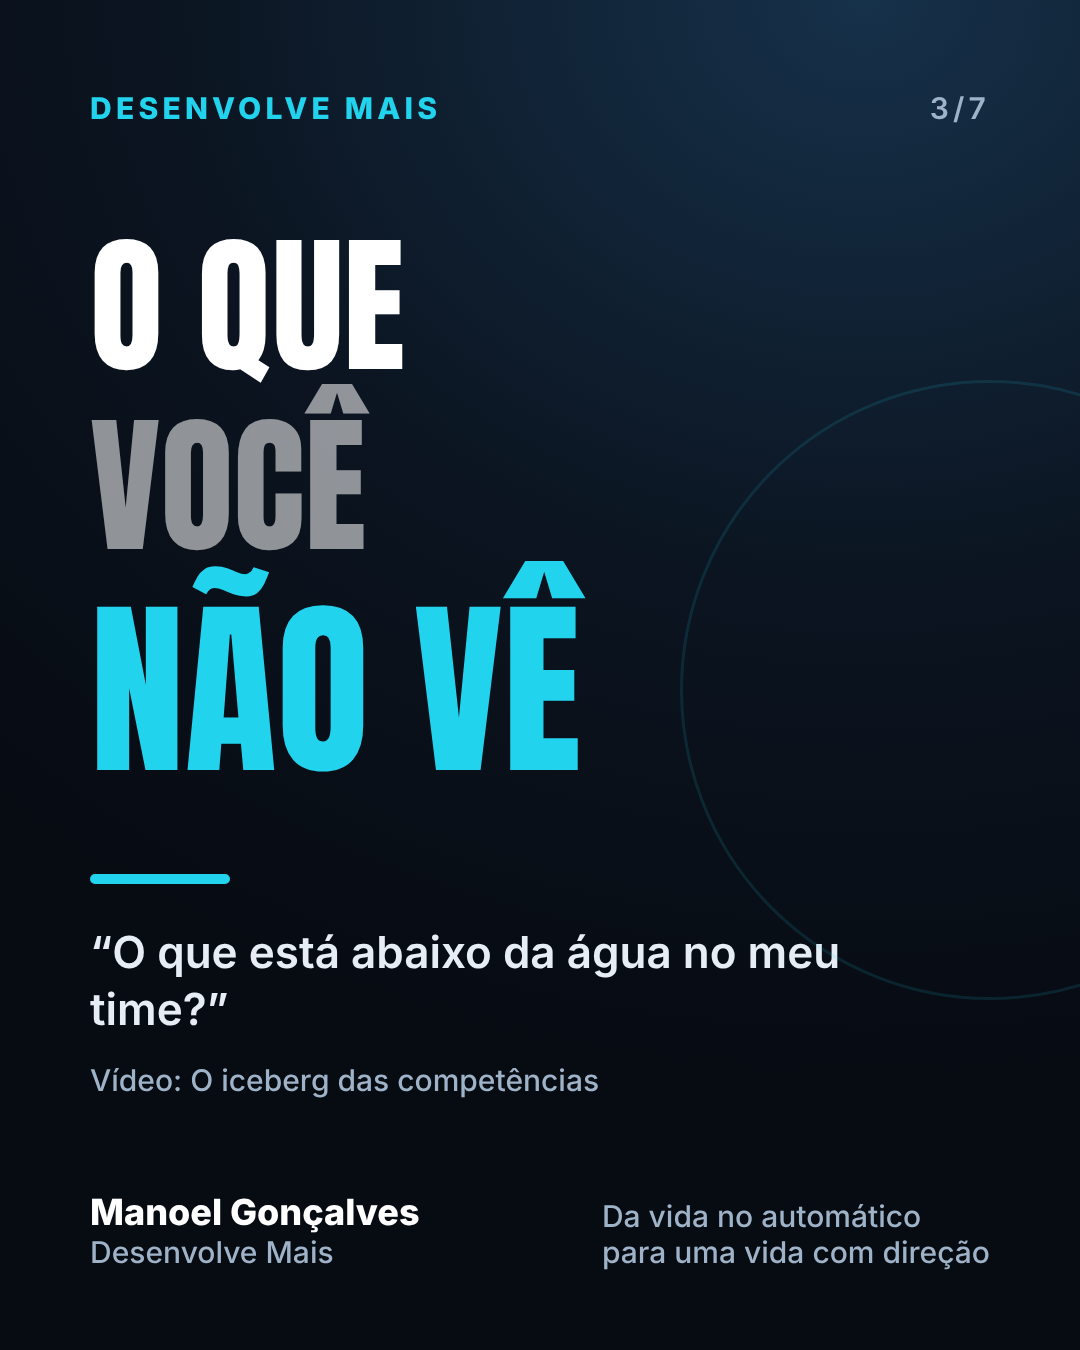 DESENVOLVE MAIS
3/7
O QUE
VOCÊ
NÃO VÊ
“O que está abaixo da água no meu
time?”
Vídeo: O iceberg das competências
Manoel Gonçalves
Desenvolve Mais
Da vida no automático
para uma vida com direção